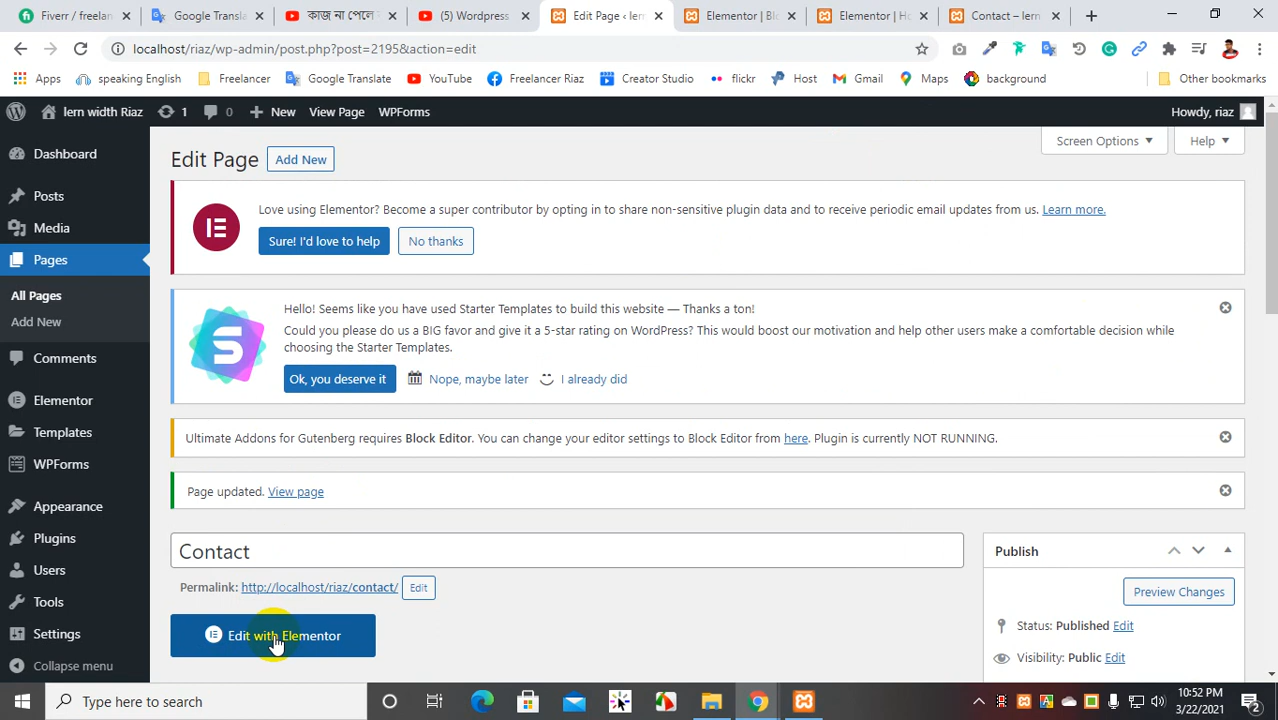 Fiverr / freelan
Google Transla
কাজ না পেলে
(5) Wordpress
Edit Page ‹ lern
Elementor | Blo
Elementor | Ho
Contact – lern
localhost/riaz/wp-admin/post.php?post=2195&action=edit
Apps
speaking English
Freelancer
Google Translate
YouTube
Freelancer Riaz
Creator Studio
flickr
Host
Gmail
Maps
background
Other bookmarks
lern width Riaz
1
0
New
View Page
WPForms
Howdy, riaz
Dashboard
Posts
Media
Pages
All Pages
Add New
Comments
Elementor
Templates
WPForms
Appearance
Plugins
Users
Tools
Settings
Collapse menu
Screen Options
Help
Edit Page
Add New
Love using Elementor? Become a super contributor by opting in to share non-sensitive plugin data and to receive periodic email updates from us. Learn more.
Sure! I'd love to help
No thanks
Hello! Seems like you have used Starter Templates to build this website — Thanks a ton!
Could you please do us a BIG favor and give it a 5-star rating on WordPress? This would boost our motivation and help other users make a comfortable decision while
choosing the Starter Templates.
Ok, you deserve it
Nope, maybe later
I already did
Ultimate Addons for Gutenberg requires Block Editor. You can change your editor settings to Block Editor from here. Plugin is currently NOT RUNNING.
Page updated. View page
Contact
Permalink: http://localhost/riaz/contact/
Edit
Edit with Elementor
Publish
Preview Changes
Status: Published Edit
Visibility: Public Edit
Type here to search
10:52 PM
3/22/2021
2